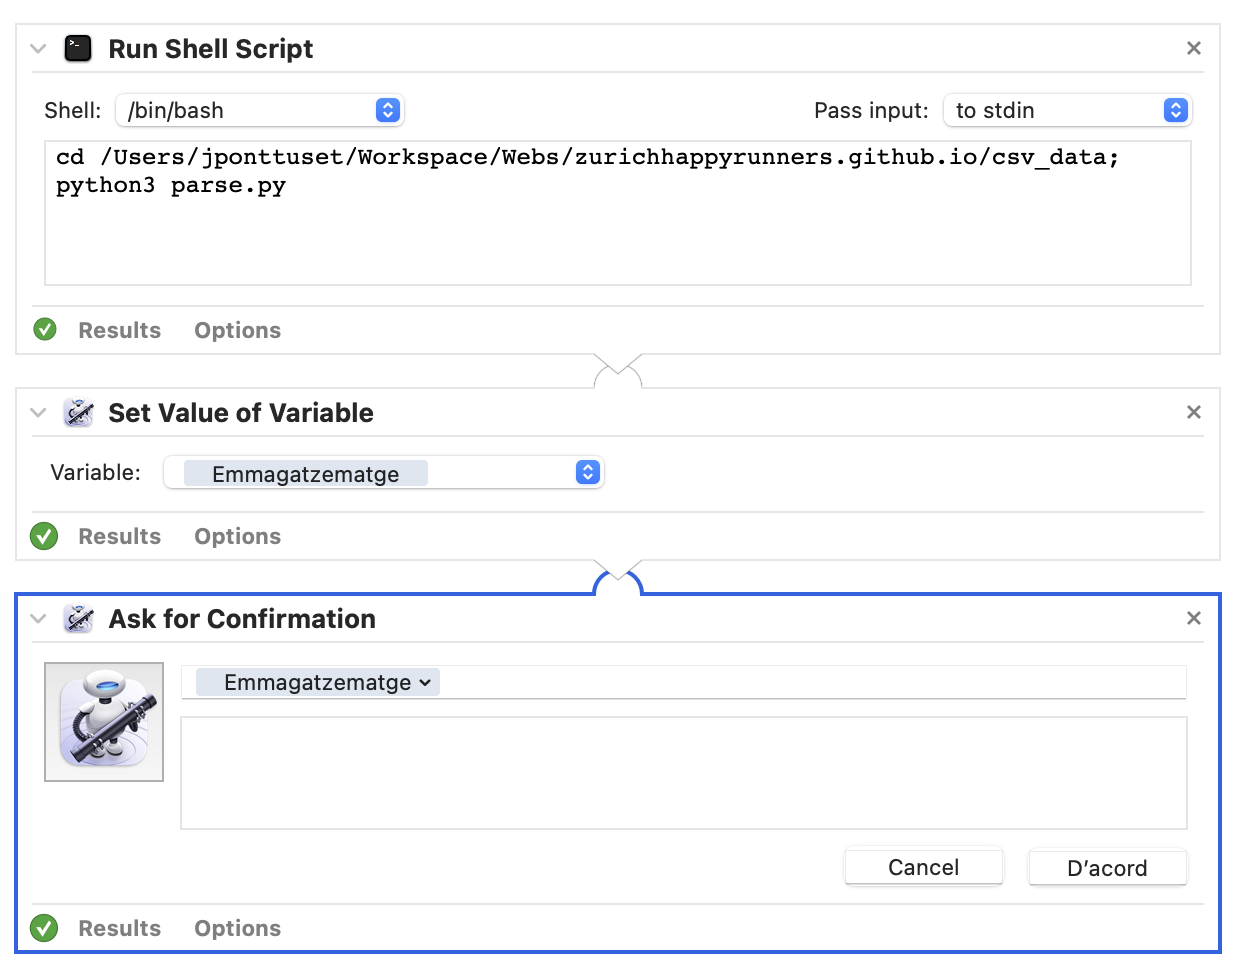 Run Shell Script
Shell: /bin/bash Pass input: to stdin
cd /Users/jponttuset/Workspace/Webs/zurichhappyrunners.github.io/csv_data;
python3 parse.py
Results Options
Set Value of Variable
Variable: Emmagatzematge
Results Options
Ask for Confirmation
Emmagatzematge
Cancel D’acord
Results Options